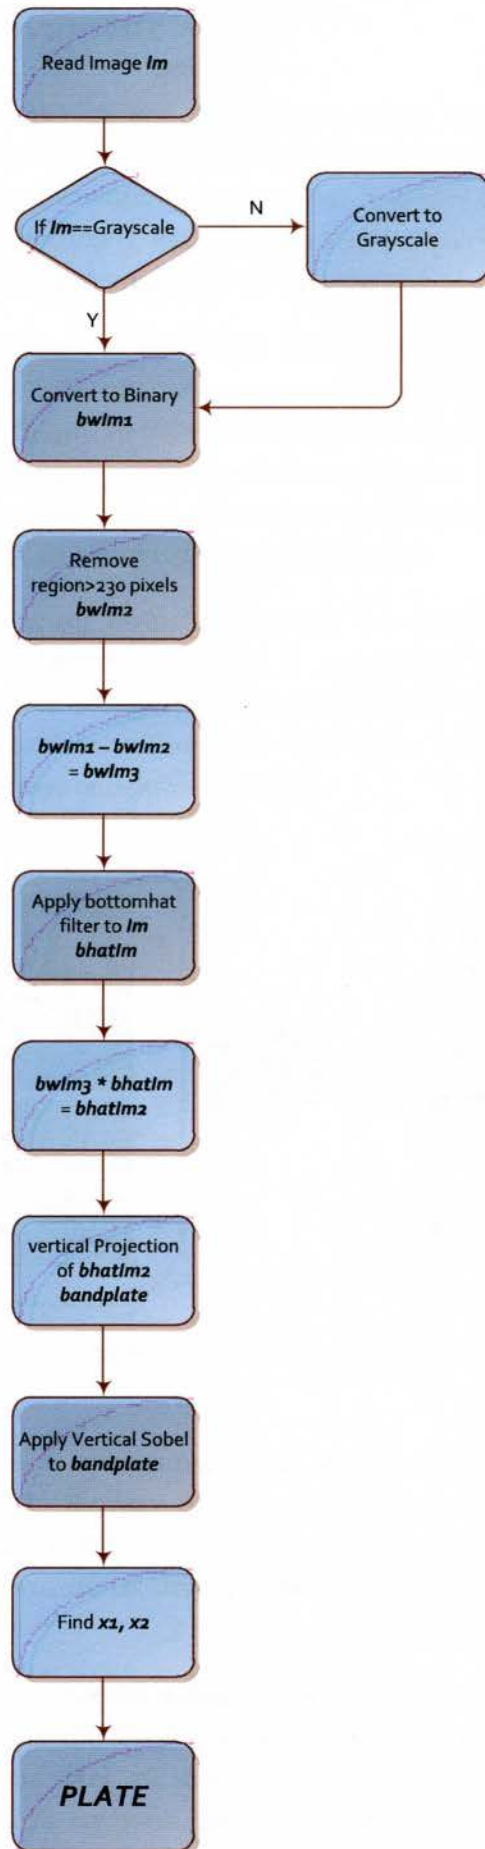 Read Image Im
If Im==Grayscale
N
Convert to
Grayscale
Y
Convert to Binary
bwIm1
Remove
region>230 pixels
bwIm2
bwIm1 – bwIm2
= bwIm3
Apply bottomhat
filter to Im
bhatIm
bwIm3 * bhatIm
= bhatIm2
vertical Projection
of bhatIm2
bandplate
Apply Vertical Sobel
to bandplate
Find x1, x2
PLATE